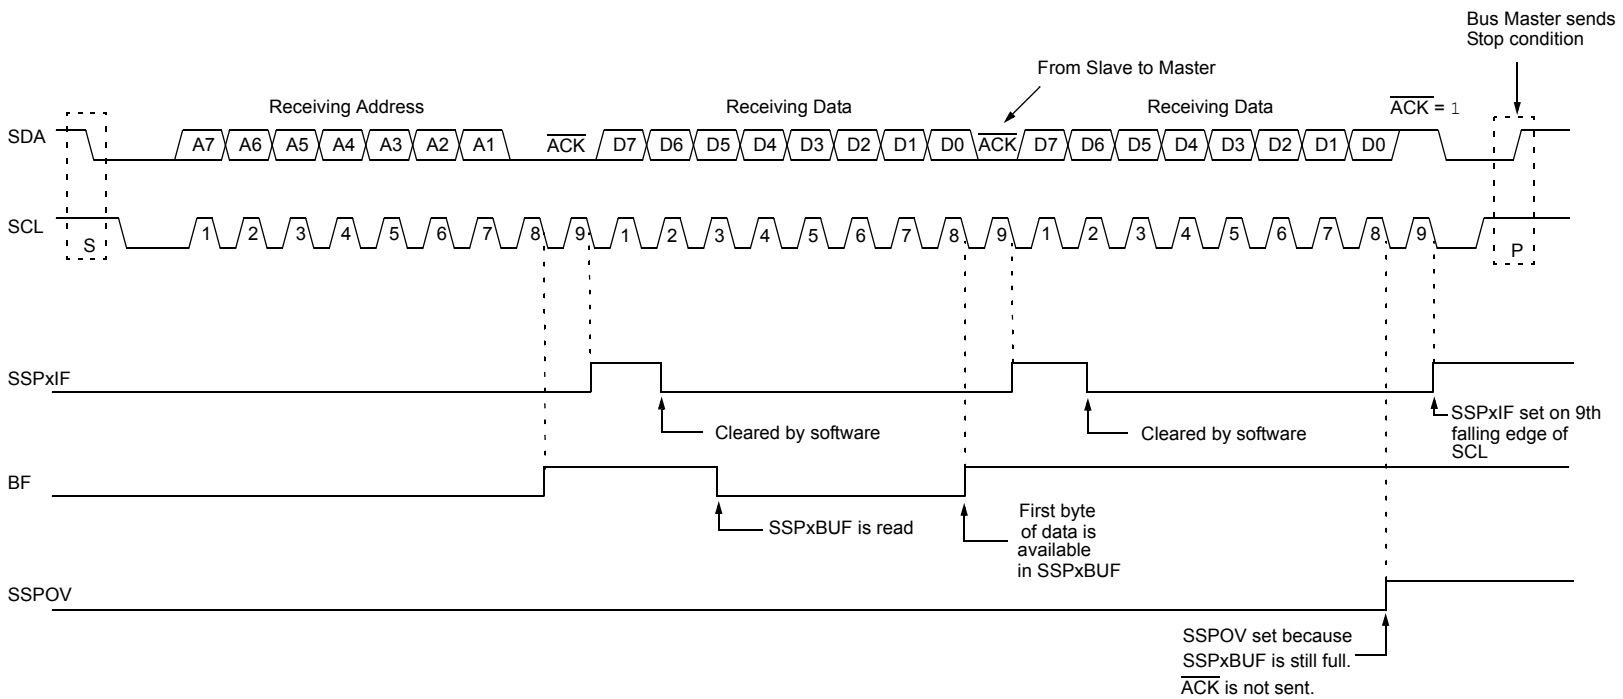 Bus Master sends
Stop condition
From Slave to Master
Receiving Address
Receiving Data
Receiving Data
ACK = 1
SDA
A7 A6 A5 A4 A3 A2 A1 ACK D7 D6 D5 D4 D3 D2 D1 D0 ACK D7 D6 D5 D4 D3 D2 D1 D0
SCL
S
1 2 3 4 5 6 7 8 9 1 2 3 4 5 6 7 8 9 1 2 3 4 5 6 7 8 9
P
SSPxIF
Cleared by software
Cleared by software
SSPxIF set on 9th
falling edge of
SCL
BF
SSPxBUF is read
First byte
of data is
available
in SSPxBUF
SSPOV
SSPOV set because
SSPxBUF is still full.
ACK is not sent.